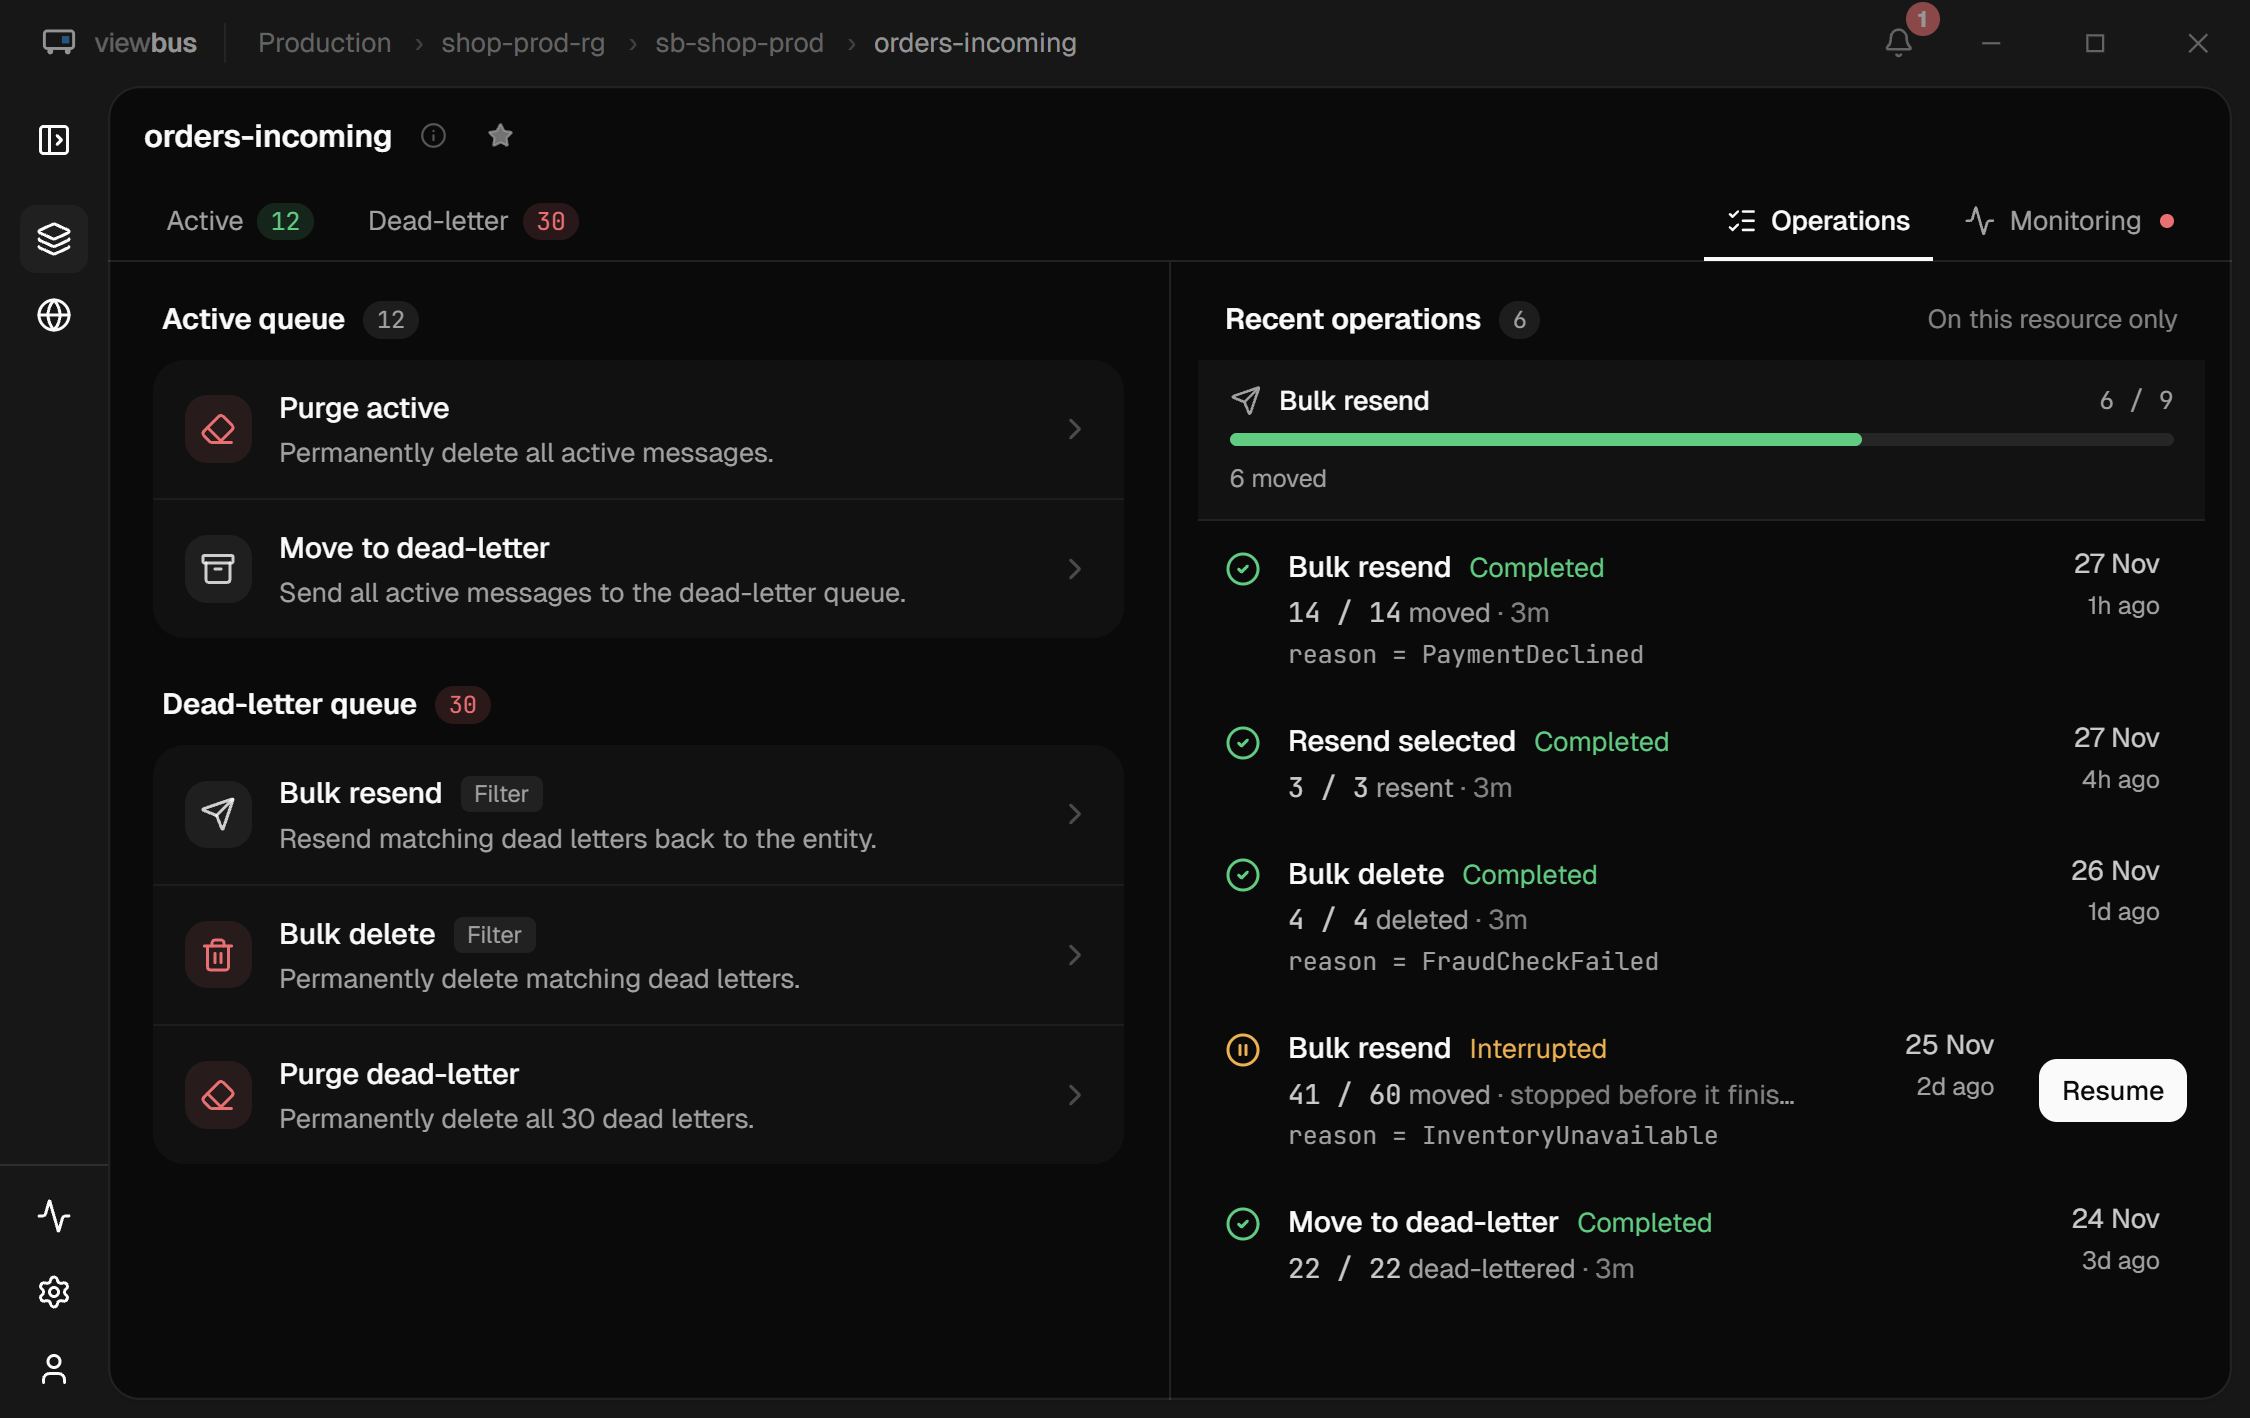 viewbus
Production › shop-prod-rg › sb-shop-prod › orders-incoming
1
orders-incoming
Active 12
Dead-letter 30
Operations
Monitoring
Active queue 12
Purge active
Permanently delete all active messages.
Move to dead-letter
Send all active messages to the dead-letter queue.
Dead-letter queue 30
Bulk resend Filter
Resend matching dead letters back to the entity.
Bulk delete Filter
Permanently delete matching dead letters.
Purge dead-letter
Permanently delete all 30 dead letters.
Recent operations 6
On this resource only
Bulk resend 6 / 9
6 moved
Bulk resend Completed 27 Nov
14 / 14 moved · 3m 1h ago
reason = PaymentDeclined
Resend selected Completed 27 Nov
3 / 3 resent · 3m 4h ago
Bulk delete Completed 26 Nov
4 / 4 deleted · 3m 1d ago
reason = FraudCheckFailed
Bulk resend Interrupted 25 Nov
41 / 60 moved · stopped before it finis... 2d ago
Resume
reason = InventoryUnavailable
Move to dead-letter Completed 24 Nov
22 / 22 dead-lettered · 3m 3d ago